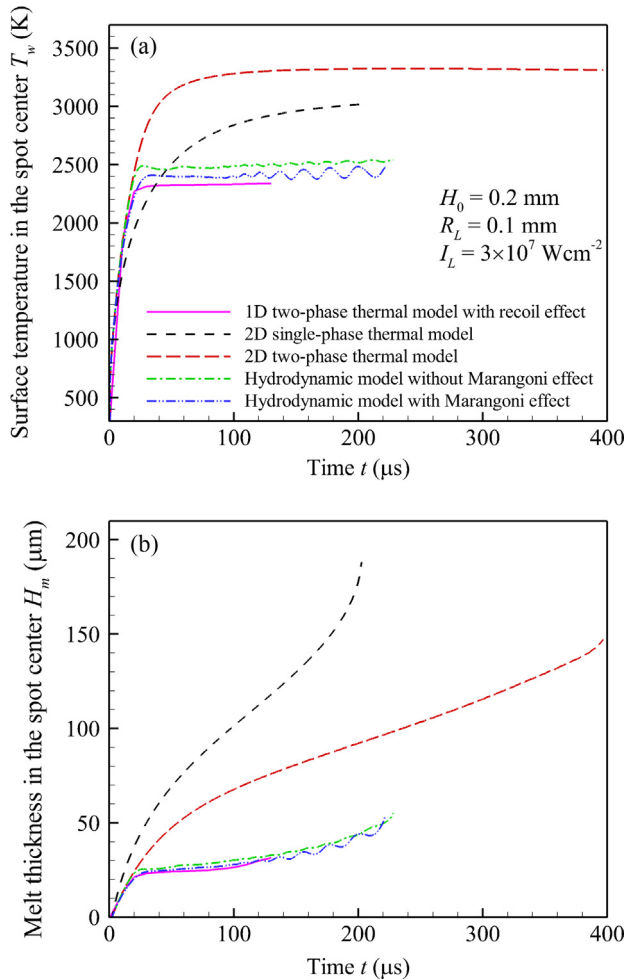 (a)
Surface temperature in the spot center T_w (K)
3500
3000
2500
2000
1500
1000
500
H_0 = 0.2 mm
R_L = 0.1 mm
I_L = 3×10^7 Wcm^-2
1D two-phase thermal model with recoil effect
2D single-phase thermal model
2D two-phase thermal model
Hydrodynamic model without Marangoni effect
Hydrodynamic model with Marangoni effect
0 100 200 300 400
Time t (μs)
(b)
Melt thickness in the spot center H_m (μm)
200
150
100
50
0
0 100 200 300 400
Time t (μs)